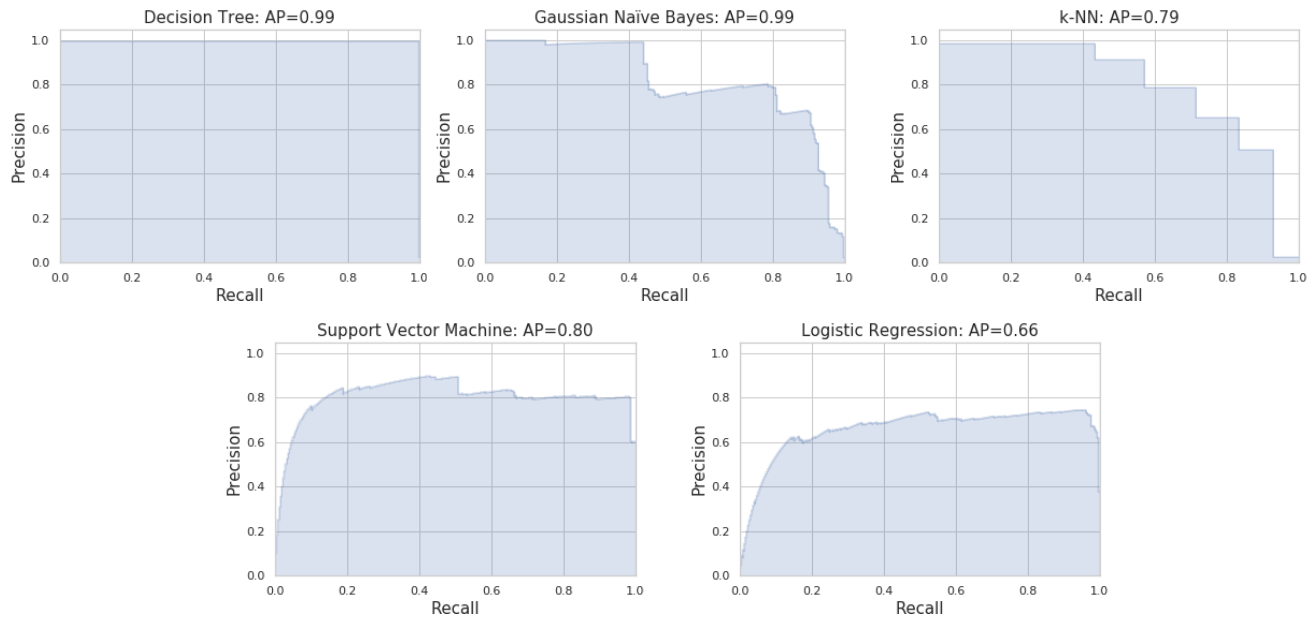 Decision Tree: AP=0.99
1.0
0.8
0.6
0.4
0.2
0.0
Precision
0.0 0.2 0.4 0.6 0.8 1.0
Recall
Gaussian Naïve Bayes: AP=0.99
1.0
0.8
0.6
0.4
0.2
0.0
Precision
0.0 0.2 0.4 0.6 0.8 1.0
Recall
k-NN: AP=0.79
1.0
0.8
0.6
0.4
0.2
0.0
Precision
0.0 0.2 0.4 0.6 0.8 1.0
Recall
Support Vector Machine: AP=0.80
1.0
0.8
0.6
0.4
0.2
0.0
Precision
0.0 0.2 0.4 0.6 0.8 1.0
Recall
Logistic Regression: AP=0.66
1.0
0.8
0.6
0.4
0.2
0.0
Precision
0.0 0.2 0.4 0.6 0.8 1.0
Recall